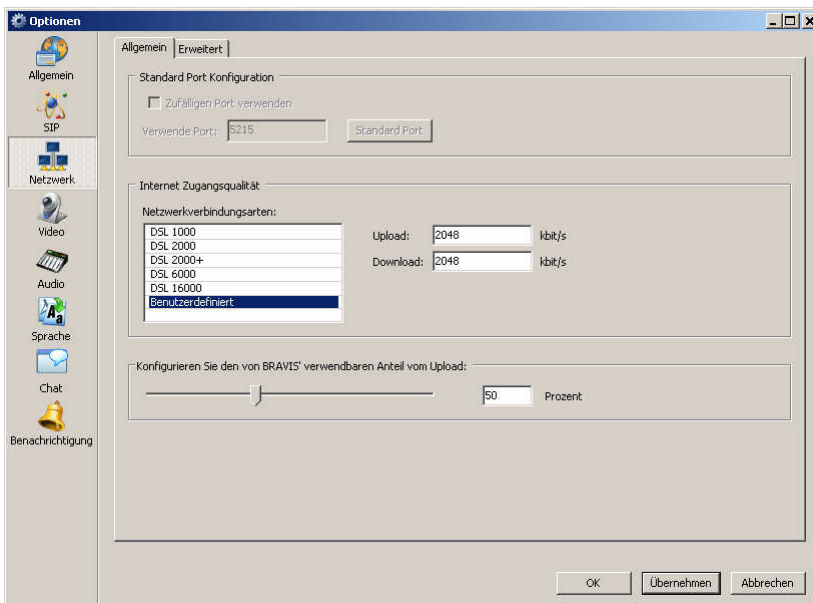 Optionen
Allgemein
SIP
Netzwerk
Video
Audio
Sprache
Chat
Benachrichtigung
Allgemein
Erweitert
Standard Port Konfiguration
Zufälligen Port verwenden
Verwende Port: 5215 Standard Port
Internet Zugangsqualität
Netzwerkverbindungsarten:
DSL 1000
DSL 2000
DSL 2000+
DSL 6000
DSL 16000
Benutzerdefiniert
Upload: 2048 kbit/s
Download: 2048 kbit/s
Konfigurieren Sie den von BRAVIS' verwendbaren Anteil vom Upload:
50 Prozent
OK Übernehmen Abbrechen